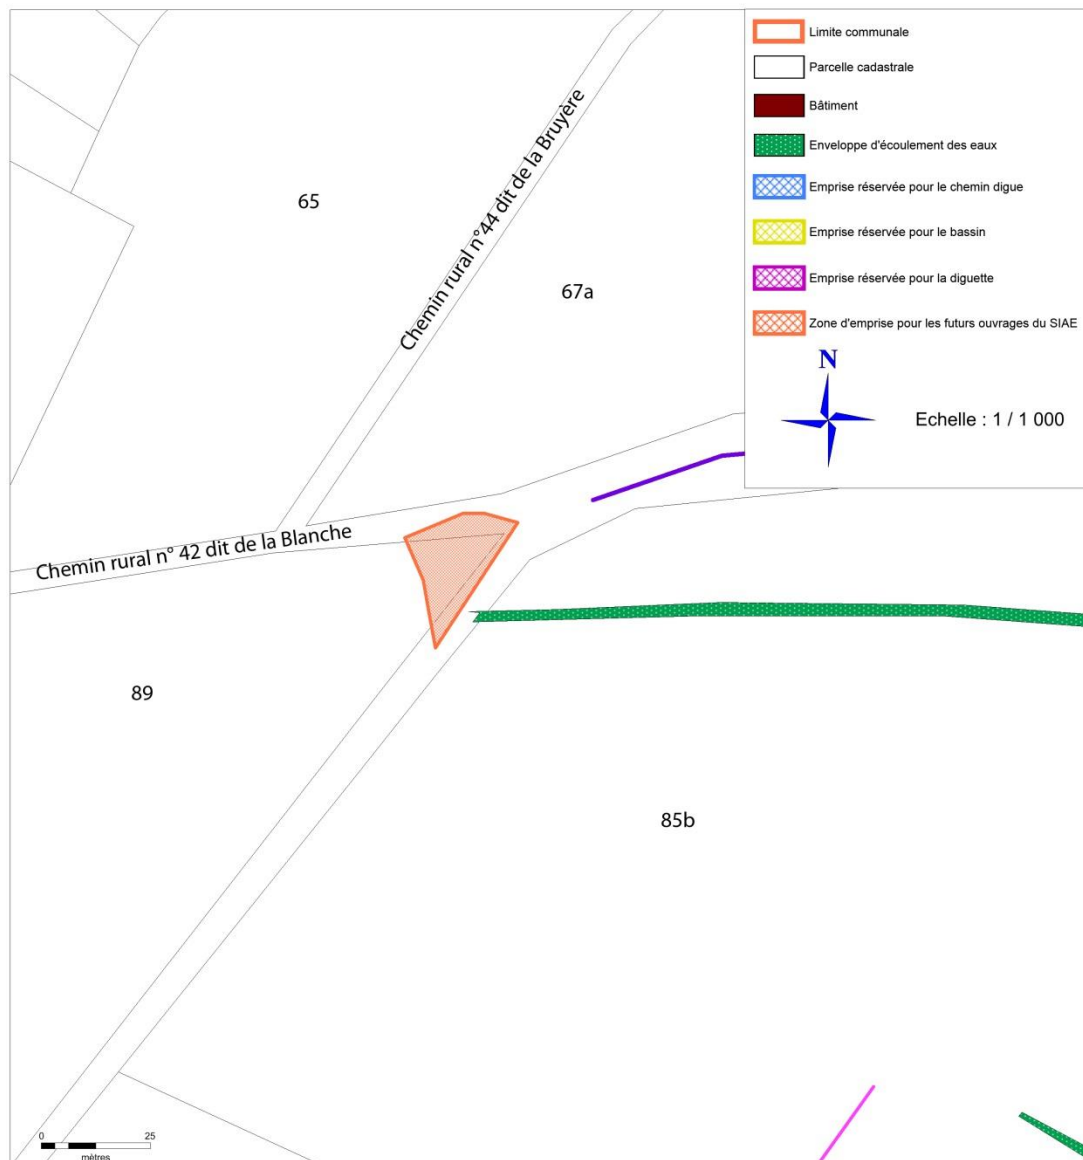 Limite communale
Parcelle cadastrale
Bâtiment
Enveloppe d'écoulement des eaux
Emprise réservée pour le chemin digue
Emprise réservée pour le bassin
Emprise réservée pour la diguette
Zone d'emprise pour les futurs ouvrages du SIAE
N
Echelle : 1 / 1 000
65
Chemin rural n°44 dit de la Bruyère
67a
Chemin rural n° 42 dit de la Blanche
89
85b
0 25
mètres